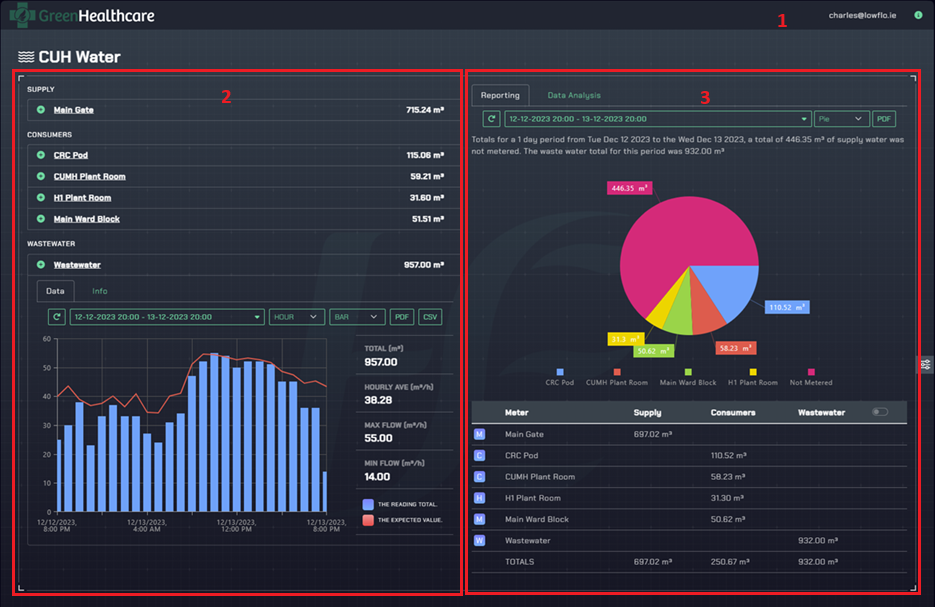 GreenHealthcare
1
charles@lowflo.ie
CUH Water
2
SUPPLY
Main Gate 715.24 m³
CONSUMERS
CRC Pod 115.06 m³
CUMH Plant Room 59.21 m³
H1 Plant Room 31.60 m³
Main Ward Block 51.51 m³
WASTEWATER
Wastewater 957.00 m³
Data Info
12-12-2023 20:00 - 13-12-2023 20:00 HOUR BAR PDF CSV
60
50
40
30
20
10
0
12/12/2023, 8:00 PM
12/13/2023, 4:00 AM
12/13/2023, 12:00 PM
12/13/2023, 8:00 PM
TOTAL (m³)
957.00
HOURLY AVE (m³/h)
38.28
MAX FLOW (m³/h)
55.00
MIN FLOW (m³/h)
14.00
THE READING TOTAL.
THE EXPECTED VALUE.
3
Reporting Data Analysis
12-12-2023 20:00 - 13-12-2023 20:00 Pie PDF
Totals for a 1 day period from Tue Dec 12 2023 to the Wed Dec 13 2023, a total of 446.35 m³ of supply water was
not metered. The waste water total for this period was 932.00 m³
446.35 m³
110.52 m³
31.3 m³
50.62 m³
58.23 m³
CRC Pod CUMH Plant Room Main Ward Block H1 Plant Room Not Metered
Meter Supply Consumers Wastewater
M Main Gate 697.02 m³
C CRC Pod 110.52 m³
C CUMH Plant Room 58.23 m³
H H1 Plant Room 31.30 m³
M Main Ward Block 50.62 m³
W Wastewater 932.00 m³
TOTALS 697.02 m³ 250.67 m³ 932.00 m³